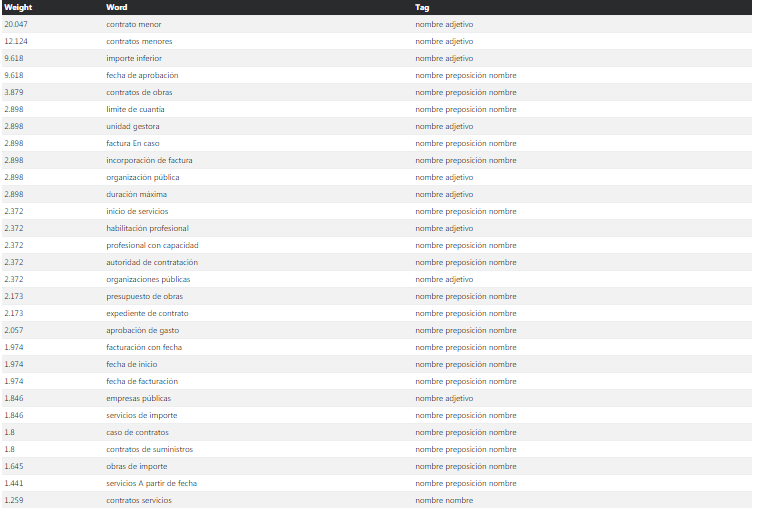 Weight Word Tag
20.047 contrato menor nombre adjetivo
12.124 contratos menores nombre adjetivo
9.618 importe inferior nombre adjetivo
9.618 fecha de aprobación nombre preposición nombre
3.879 contratos de obras nombre preposición nombre
2.898 límite de cuantía nombre preposición nombre
2.898 unidad gestora nombre adjetivo
2.898 factura En caso nombre preposición nombre
2.898 incorporación de factura nombre preposición nombre
2.898 organización pública nombre adjetivo
2.898 duración máxima nombre adjetivo
2.372 inicio de servicios nombre preposición nombre
2.372 habilitación profesional nombre adjetivo
2.372 profesional con capacidad nombre preposición nombre
2.372 autoridad de contratación nombre preposición nombre
2.372 organizaciones públicas nombre adjetivo
2.173 presupuesto de obras nombre preposición nombre
2.173 expediente de contrato nombre preposición nombre
2.057 aprobación de gasto nombre preposición nombre
1.974 facturación con fecha nombre preposición nombre
1.974 fecha de inicio nombre preposición nombre
1.974 fecha de facturación nombre preposición nombre
1.846 empresas públicas nombre adjetivo
1.846 servicios de importe nombre preposición nombre
1.8 caso de contratos nombre preposición nombre
1.8 contratos de suministros nombre preposición nombre
1.645 obras de importe nombre preposición nombre
1.441 servicios A partir de fecha nombre preposición nombre
1.259 contratos servicios nombre nombre